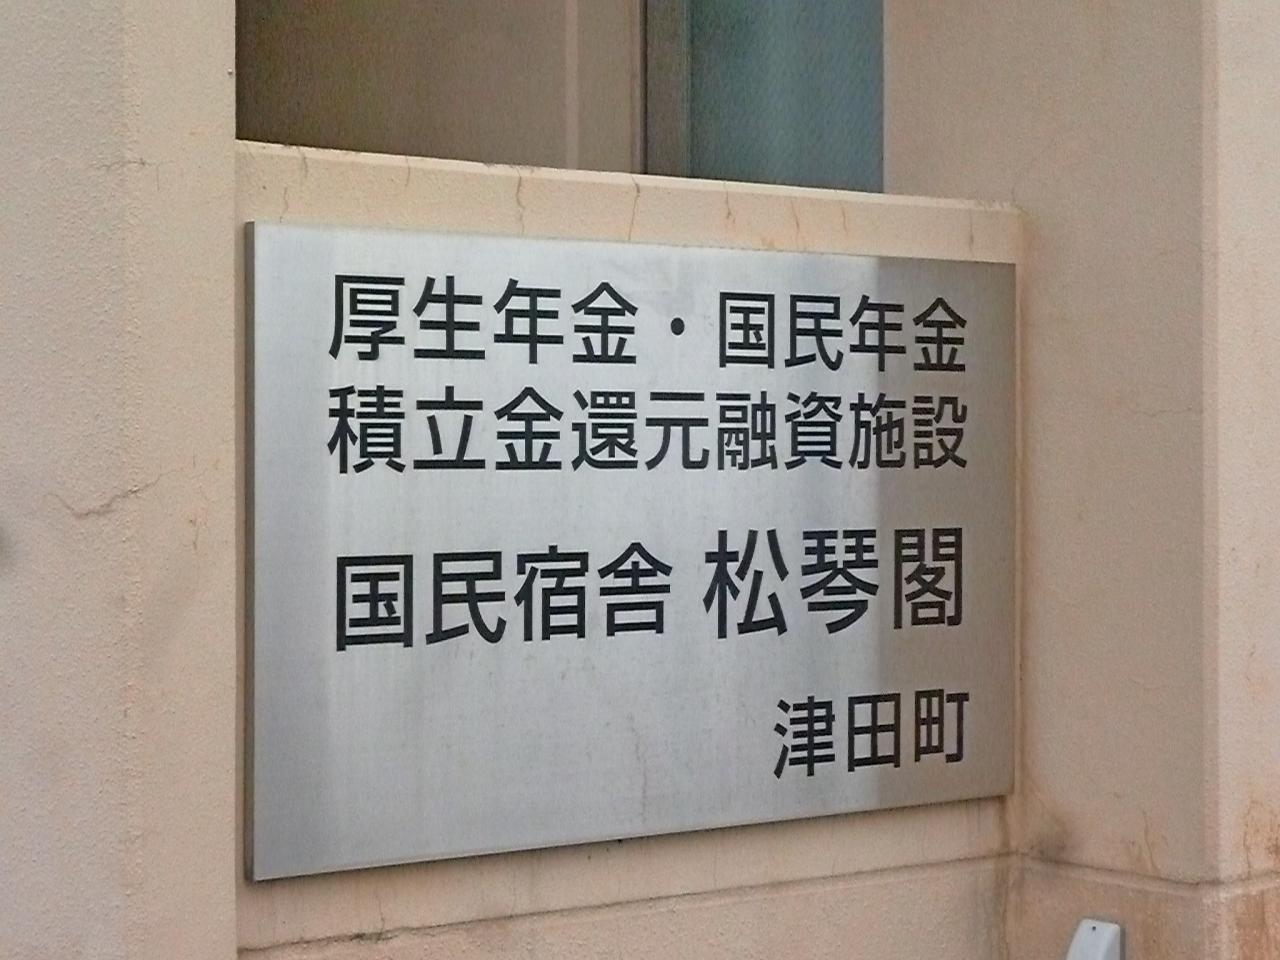 厚生年金・国民年金
積立金還元融資施設
国民宿舎 松琴閣
津田町